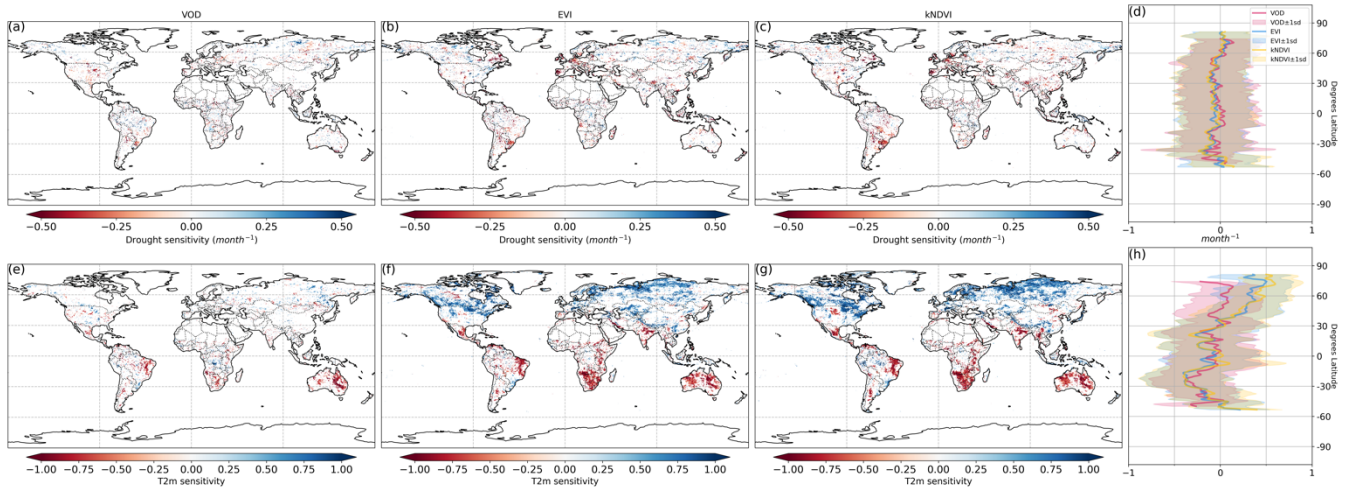 VOD
EVI
kNDVI
(a)
(b)
(c)
(d)
VOD
VOD±1sd
EVI
EVI±1sd
kNDVI
kNDVI±1sd
90
60
30
0
-30
-60
-90
Degrees Latitude
-1 0 1
month⁻¹
−0.50 −0.25 0.00 0.25 0.50
Drought sensitivity (month⁻¹)
−0.50 −0.25 0.00 0.25 0.50
Drought sensitivity (month⁻¹)
−0.50 −0.25 0.00 0.25 0.50
Drought sensitivity (month⁻¹)
(e)
(f)
(g)
(h)
90
60
30
0
-30
-60
-90
Degrees Latitude
-1 0 1
−1.00 −0.75 −0.50 −0.25 0.00 0.25 0.50 0.75 1.00
T2m sensitivity
−1.00 −0.75 −0.50 −0.25 0.00 0.25 0.50 0.75 1.00
T2m sensitivity
−1.00 −0.75 −0.50 −0.25 0.00 0.25 0.50 0.75 1.00
T2m sensitivity